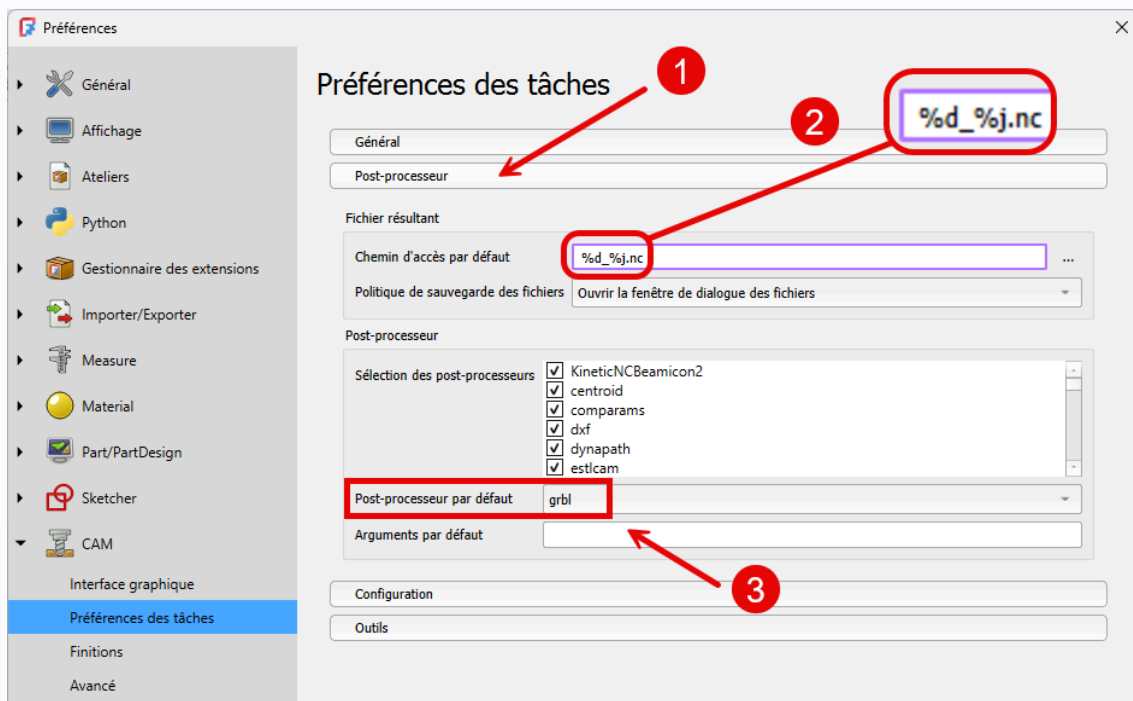 Préférences
Général
Affichage
Ateliers
Python
Gestionnaire des extensions
Importer/Exporter
Measure
Material
Part/PartDesign
Sketcher
CAM
Interface graphique
Préférences des tâches
Finitions
Avancé
Préférences des tâches
1
2
%d_%j.nc
Général
Post-processeur
Fichier résultant
Chemin d'accès par défaut %d_%j.nc ...
Politique de sauvegarde des fichiers Ouvrir la fenêtre de dialogue des fichiers
Post-processeur
Sélection des post-processeurs KineticNCBeamicon2
centroid
comparams
dxf
dynapath
estlcam
Post-processeur par défaut grbl
Arguments par défaut
3
Configuration
Outils